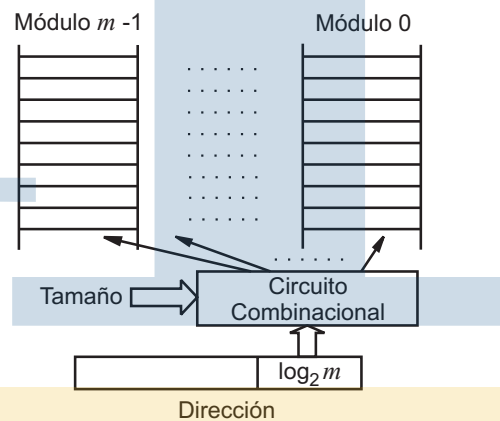 Módulo m -1
Módulo 0
Tamaño
Circuito
Combinacional
log2 m
Dirección